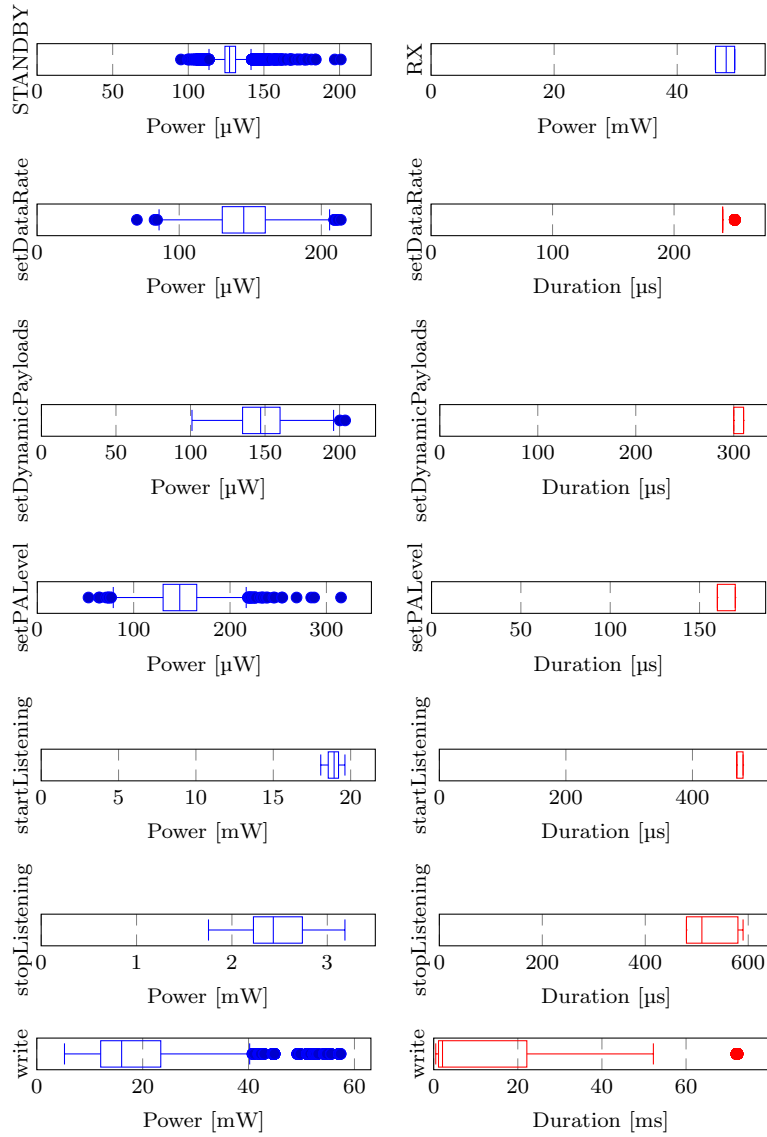 STANDBY
0 100 150 200
Power [µW]
RX
0 20 40
Power [mW]
setDataRate
0 100 200
Power [µW]
setDataRate
0 200
Duration [µs]
setDynamicPayloads
0 50 100 150 200
Power [µW]
setDynamicPayloads
0 100 200 300
Duration [µs]
setPALevel
0 100 200 300
Power [µW]
setPALevel
0 50 100 150
Duration [µs]
startListening
0 5 10 15 20
Power [mW]
startListening
0 200 400
Duration [µs]
stopListening
0 1 2 3
Power [mW]
stopListening
0 200 400 600
Duration [µs]
write
0 20 40 60
Power [mW]
write
0 20 40 60
Duration [ms]